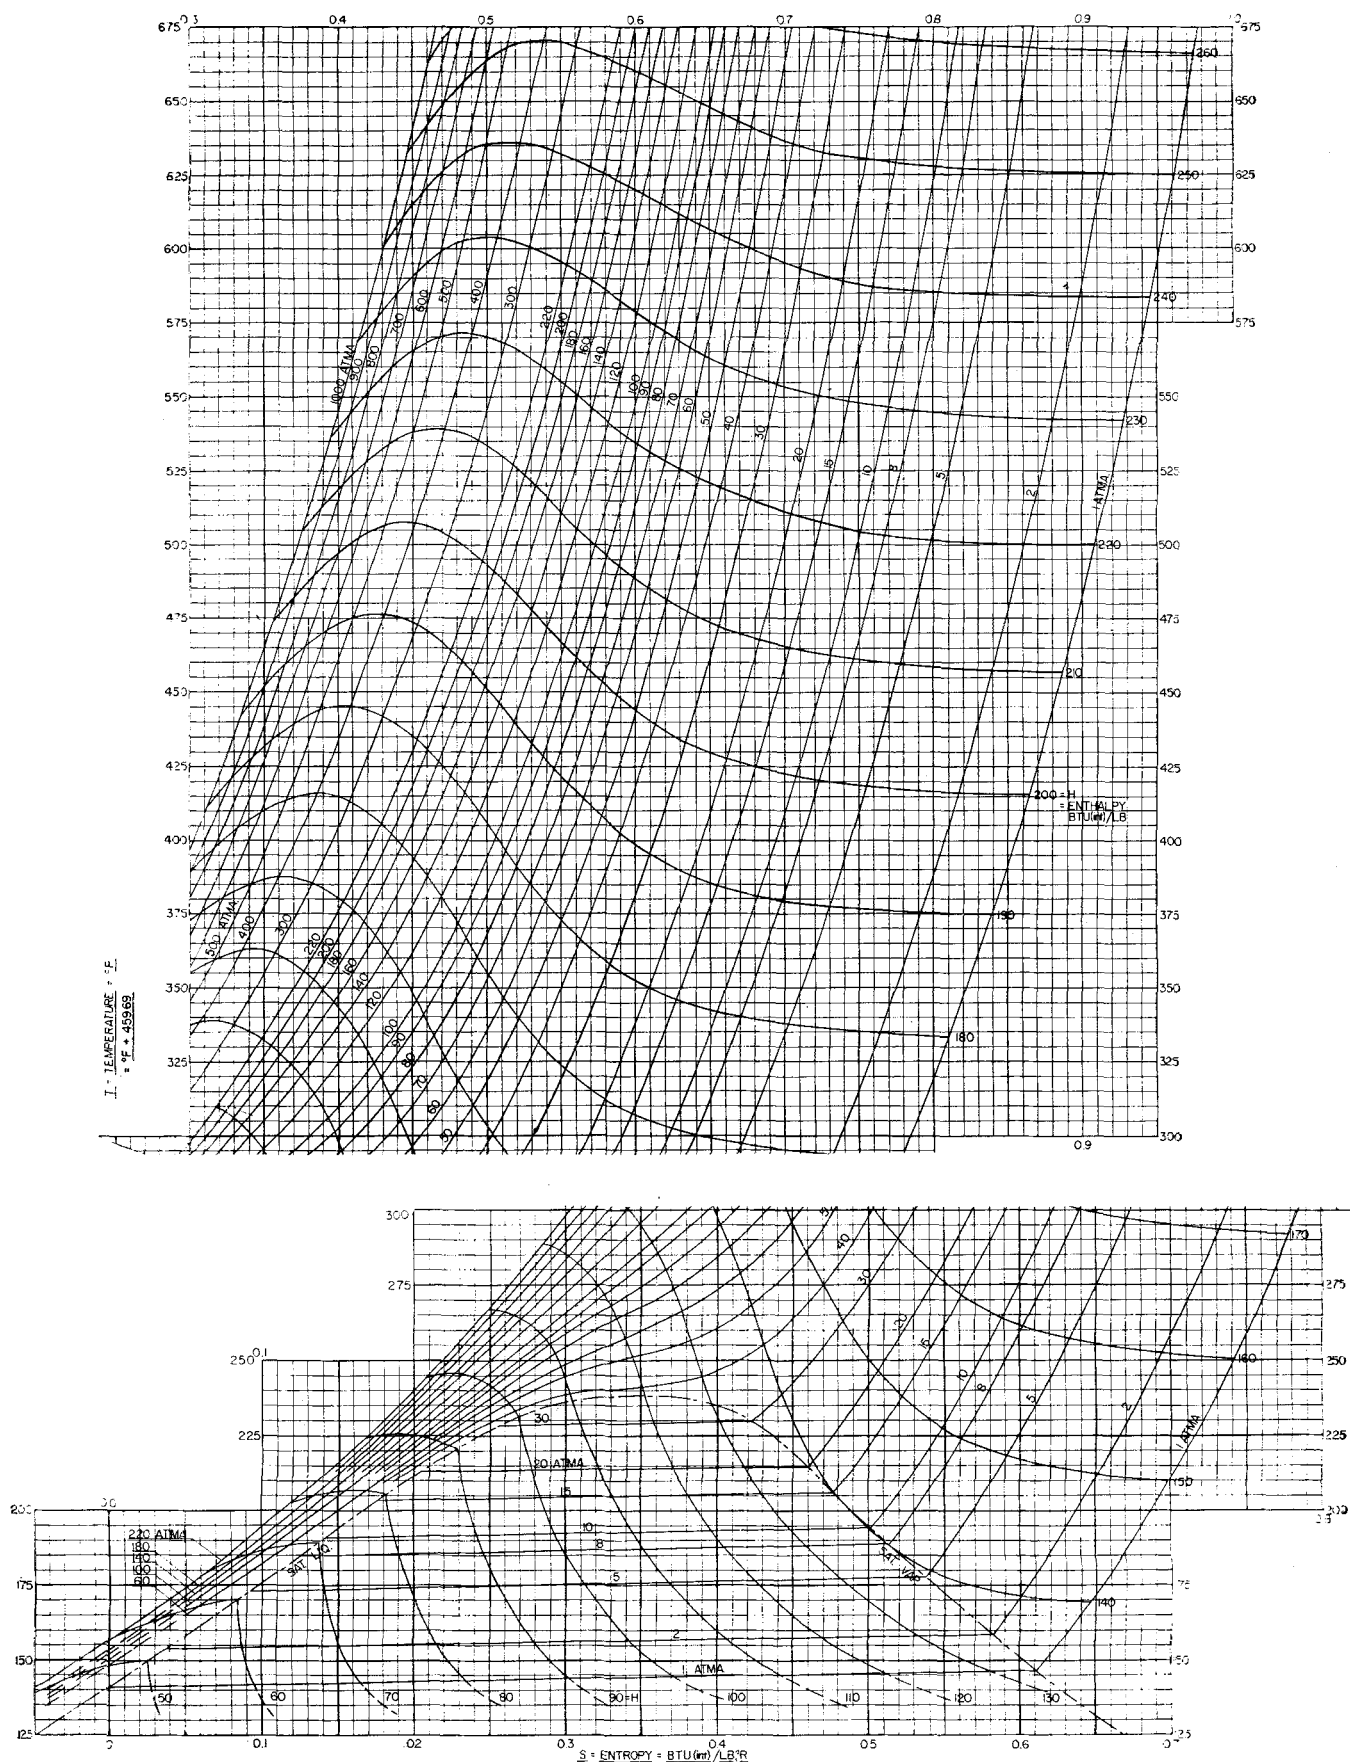 0.3 0.4 0.5 0.6 0.7 0.8 0.9
675 675
260
650 650
625 250 625
600 600
1000 ATMA 900 800 700 600 500 400 300 220 200 180 160 140 120 100 90 80 70 60 50 40 30 20 15 10 8 5 2 1 ATMA
575 240 575
550 550
230
525 525
500 220 500
475 475
210
450 450
425 425
200 = H
= ENTHALPY
BTU(int)/LB
400 400
375 190 375
500 ATMA 400 300 220 200 180 160 140 120 100 90 80 70 60 50
350 350
T = TEMPERATURE = °R
= °F + 459.69
180
325 325
300
0.9
300
170
40 30 20 15 10 8 5 2 1 ATMA
275 275
250 0.1 160 250
30
225 225
20 ATMA
15
150
200 0.0 200
10
8
220 ATMA
180
140
100
60
SAT LIQ
SAT VAP
175 5
140
2
150
1 ATMA
50 60 70 80 90=H 100 110 120 130
125
0 0.1 0.2 0.3 0.4 0.5 0.6 0.7
S = ENTROPY = BTU(int)/LB,°R